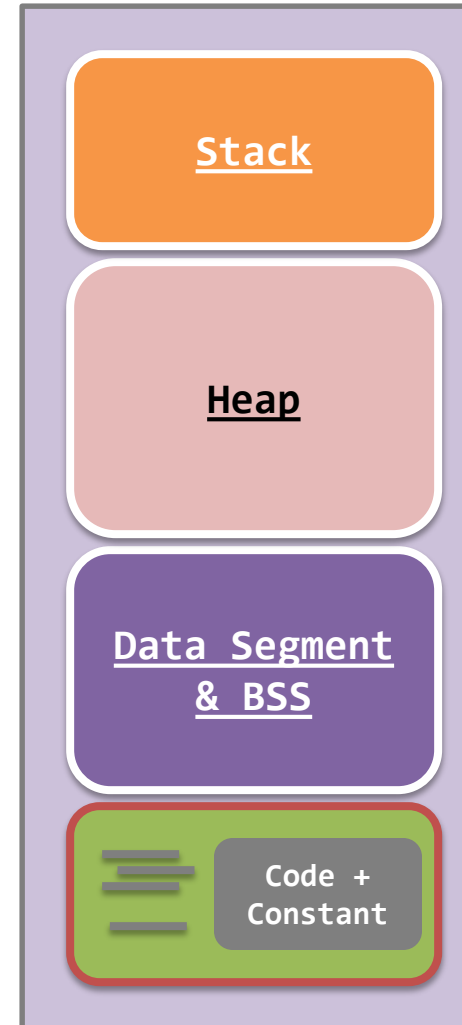 Stack
Heap
Data Segment
& BSS
Code +
Constant